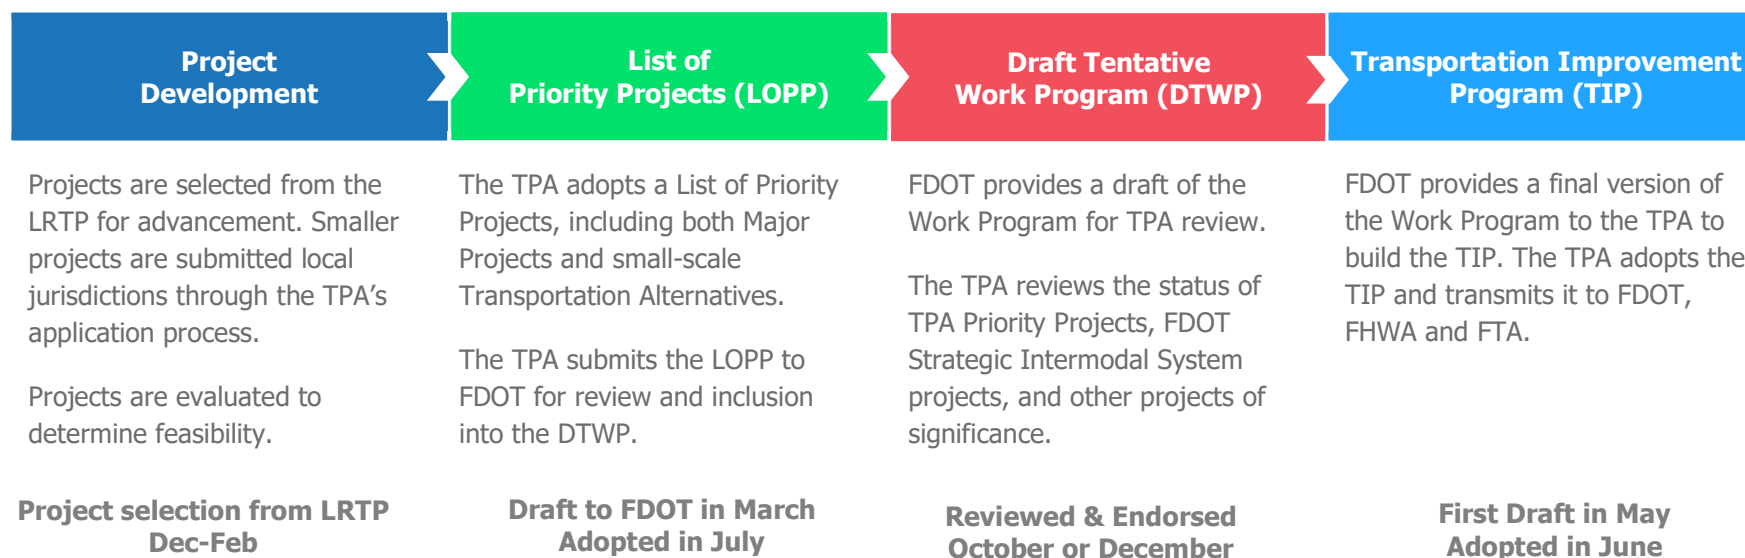 Project
Development
List of
Priority Projects (LOPP)
Draft Tentative
Work Program (DTWP)
Transportation Improvement
Program (TIP)
Projects are selected from the
LRTP for advancement. Smaller
projects are submitted local
jurisdictions through the TPA's
application process.
Projects are evaluated to
determine feasibility.
Project selection from LRTP
Dec-Feb
The TPA adopts a List of Priority
Projects, including both Major
Projects and small-scale
Transportation Alternatives.
The TPA submits the LOPP to
FDOT for review and inclusion
into the DTWP.
Draft to FDOT in March
Adopted in July
FDOT provides a draft of the
Work Program for TPA review.
The TPA reviews the status of
TPA Priority Projects, FDOT
Strategic Intermodal System
projects, and other projects of
significance.
Reviewed & Endorsed
October or December
FDOT provides a final version of
the Work Program to the TPA to
build the TIP. The TPA adopts the
TIP and transmits it to FDOT,
FHWA and FTA.
First Draft in May
Adopted in June